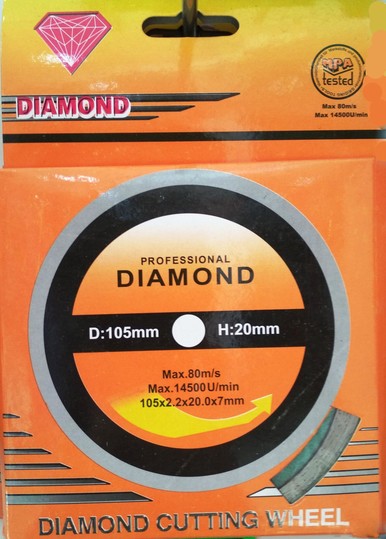 DIAMOND
MPA
tested
Max 80m/s
Max 14500U/min
PROFESSIONAL
DIAMOND
D:105mm H:20mm
Max.80m/s
Max.14500U/min
105x2.2x20.0x7mm
DIAMOND CUTTING WHEEL